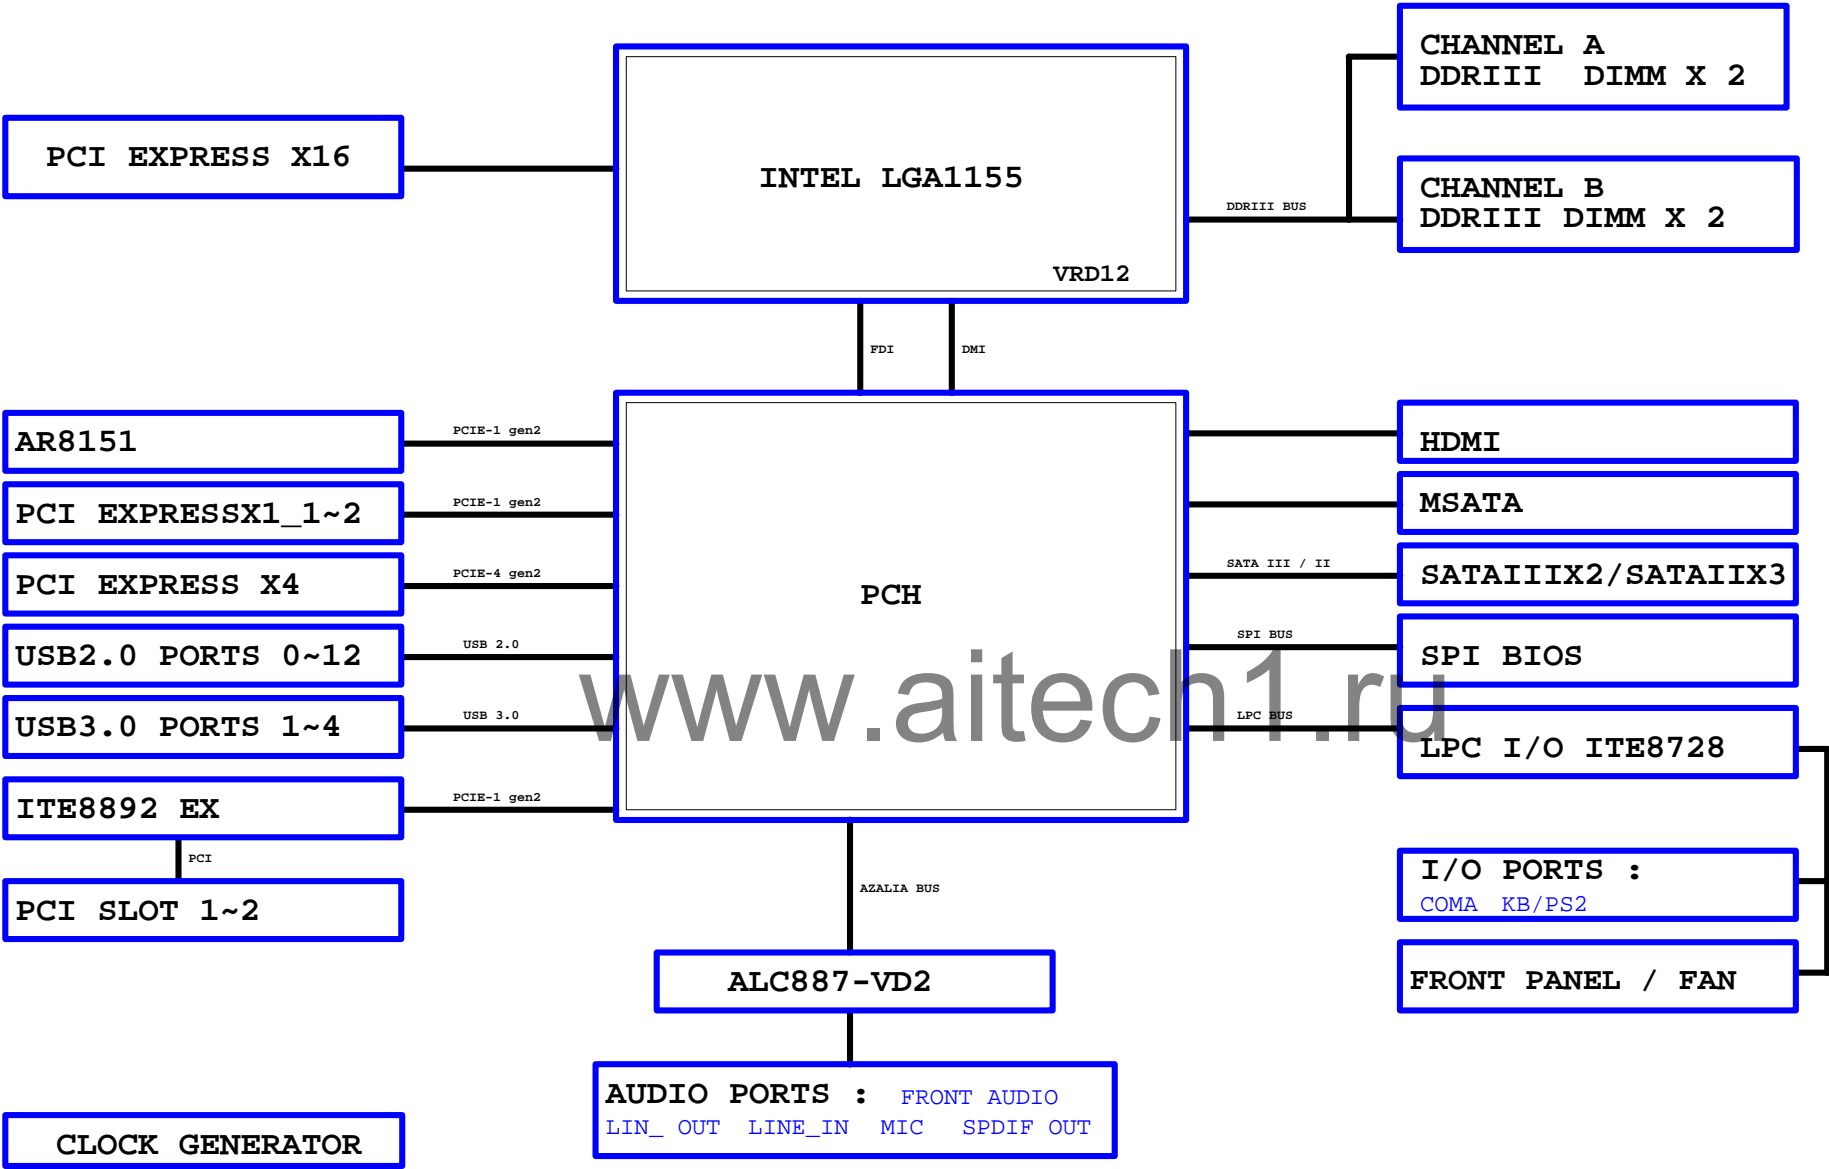 CHANNEL A
DDRIII DIMM X 2
PCI EXPRESS X16
INTEL LGA1155
VRD12
DDRIII BUS
CHANNEL B
DDRIII DIMM X 2
FDI
DMI
AR8151
PCIE-1 gen2
HDMI
PCI EXPRESSX1_1~2
PCIE-1 gen2
MSATA
PCI EXPRESS X4
PCIE-4 gen2
PCH
SATA III / II
SATAIIIX2/SATAIIX3
USB2.0 PORTS 0~12
USB 2.0
SPI BUS
SPI BIOS
www.aitech1.ru
USB3.0 PORTS 1~4
USB 3.0
LPC BUS
LPC I/O ITE8728
ITE8892 EX
PCIE-1 gen2
PCI
PCI SLOT 1~2
AZALIA BUS
I/O PORTS :
COMA KB/PS2
ALC887-VD2
FRONT PANEL / FAN
AUDIO PORTS : FRONT AUDIO
LIN_ OUT LINE_IN MIC SPDIF OUT
CLOCK GENERATOR